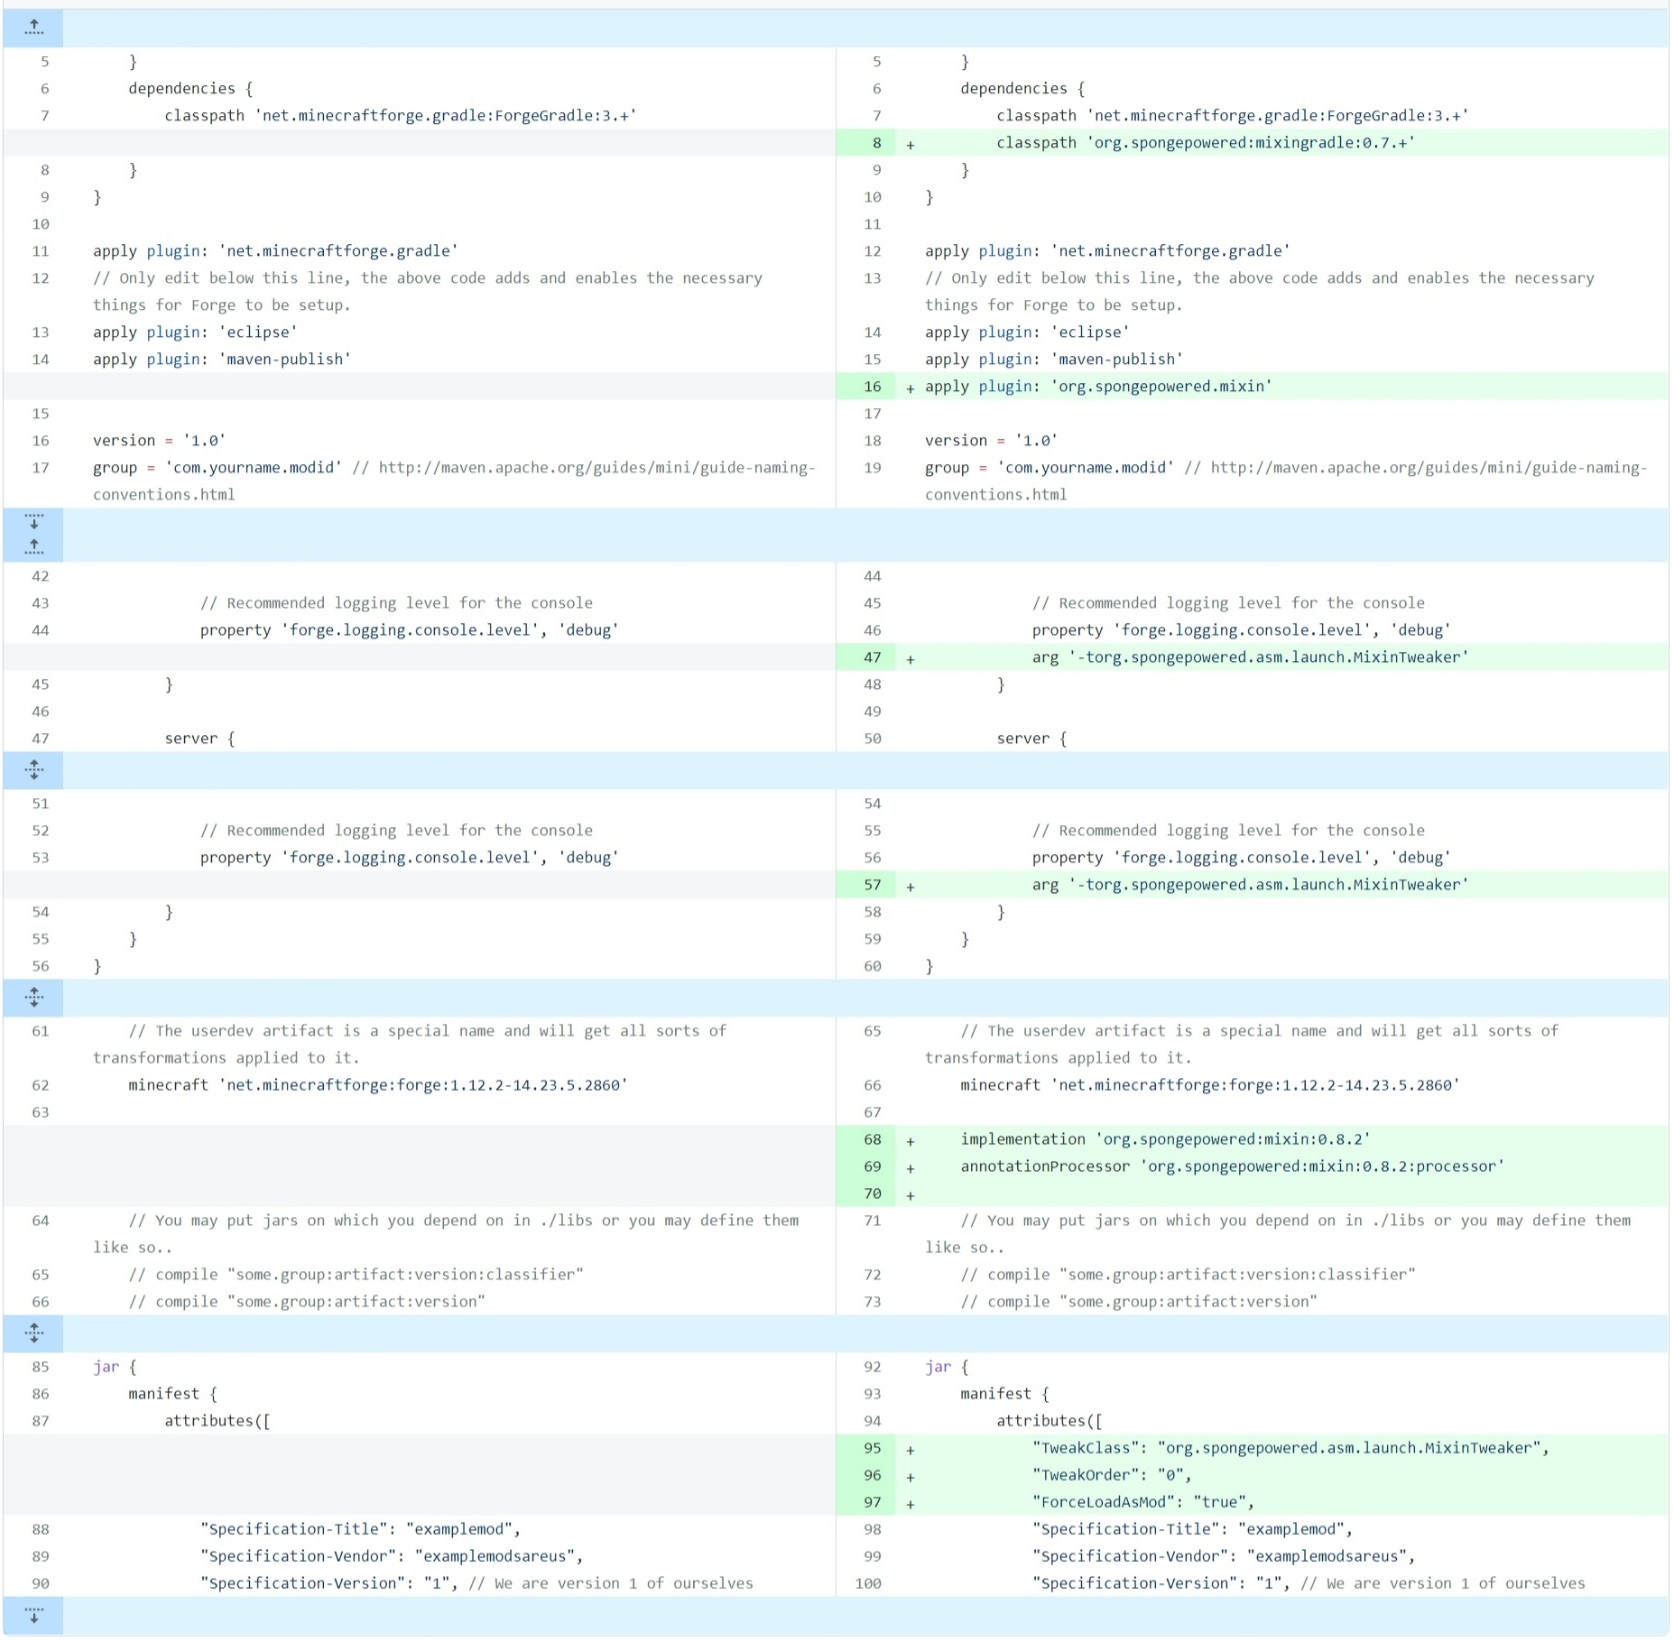 5 }
6 dependencies {
7 classpath 'net.minecraftforge.gradle:ForgeGradle:3.+'
8 }
9 }
10
11 apply plugin: 'net.minecraftforge.gradle'
12 // Only edit below this line, the above code adds and enables the necessary
things for Forge to be setup.
13 apply plugin: 'eclipse'
14 apply plugin: 'maven-publish'
15
16 version = '1.0'
17 group = 'com.yourname.modid' // http://maven.apache.org/guides/mini/guide-naming-
conventions.html
42
43 // Recommended logging level for the console
44 property 'forge.logging.console.level', 'debug'
45 }
46
47 server {
51
52 // Recommended logging level for the console
53 property 'forge.logging.console.level', 'debug'
54 }
55 }
56 }
61 // The userdev artifact is a special name and will get all sorts of
transformations applied to it.
62 minecraft 'net.minecraftforge:forge:1.12.2-14.23.5.2860'
63
64 // You may put jars on which you depend on in ./libs or you may define them
like so..
65 // compile "some.group:artifact:version:classifier"
66 // compile "some.group:artifact:version"
85 jar {
86 manifest {
87 attributes([
88 "Specification-Title": "examplemod",
89 "Specification-Vendor": "examplemodsareus",
90 "Specification-Version": "1", // We are version 1 of ourselves
5 }
6 dependencies {
7 classpath 'net.minecraftforge.gradle:ForgeGradle:3.+'
8 + classpath 'org.spongepowered:mixingradle:0.7.+'
9 }
10 }
11
12 apply plugin: 'net.minecraftforge.gradle'
13 // Only edit below this line, the above code adds and enables the necessary
things for Forge to be setup.
14 apply plugin: 'eclipse'
15 apply plugin: 'maven-publish'
16 + apply plugin: 'org.spongepowered.mixin'
17
18 version = '1.0'
19 group = 'com.yourname.modid' // http://maven.apache.org/guides/mini/guide-naming-
conventions.html
44
45 // Recommended logging level for the console
46 property 'forge.logging.console.level', 'debug'
47 + arg '-torg.spongepowered.asm.launch.MixinTweaker'
48 }
49
50 server {
54
55 // Recommended logging level for the console
56 property 'forge.logging.console.level', 'debug'
57 + arg '-torg.spongepowered.asm.launch.MixinTweaker'
58 }
59 }
60 }
65 // The userdev artifact is a special name and will get all sorts of
transformations applied to it.
66 minecraft 'net.minecraftforge:forge:1.12.2-14.23.5.2860'
67
68 + implementation 'org.spongepowered:mixin:0.8.2'
69 + annotationProcessor 'org.spongepowered:mixin:0.8.2:processor'
70 +
71 // You may put jars on which you depend on in ./libs or you may define them
like so..
72 // compile "some.group:artifact:version:classifier"
73 // compile "some.group:artifact:version"
92 jar {
93 manifest {
94 attributes([
95 + "TweakClass": "org.spongepowered.asm.launch.MixinTweaker",
96 + "TweakOrder": "0",
97 + "ForceLoadAsMod": "true",
98 "Specification-Title": "examplemod",
99 "Specification-Vendor": "examplemodsareus",
100 "Specification-Version": "1", // We are version 1 of ourselves